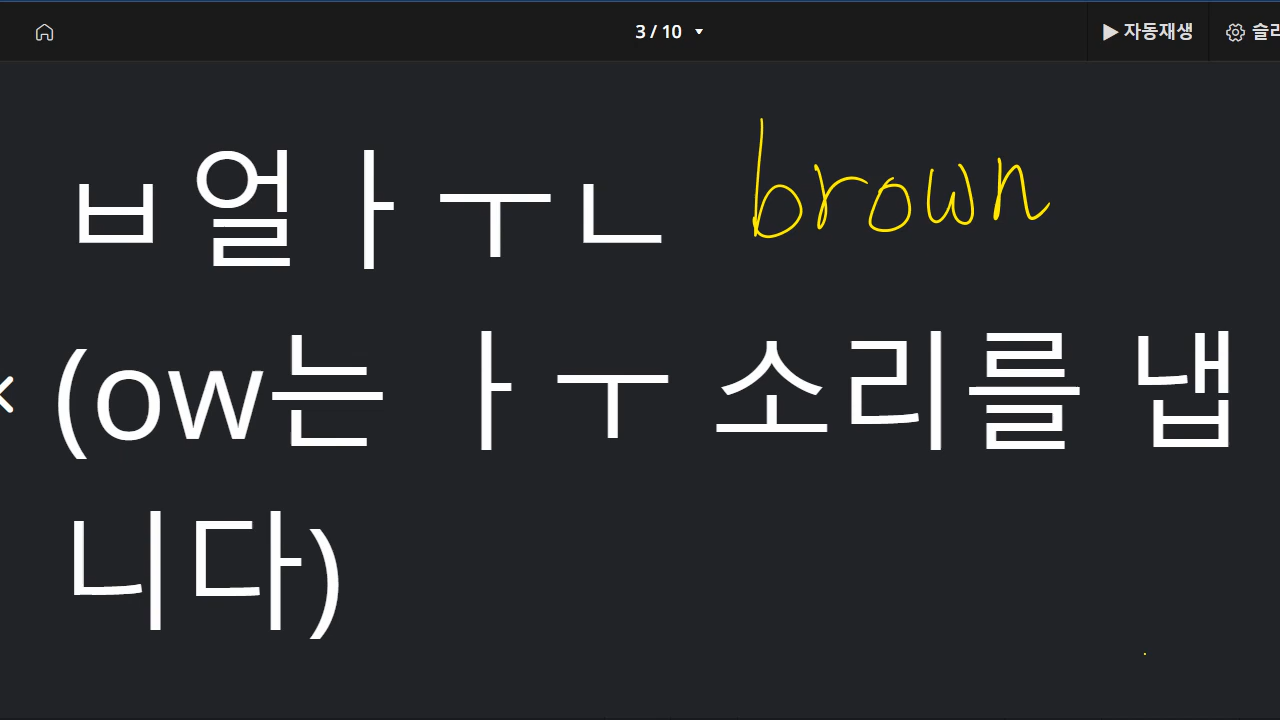 3 / 10 ▶ 자동재생
ㅂ얼ㅏㅜㄴ brown
(ow는 ㅏㅜ 소리를 냅
니다)